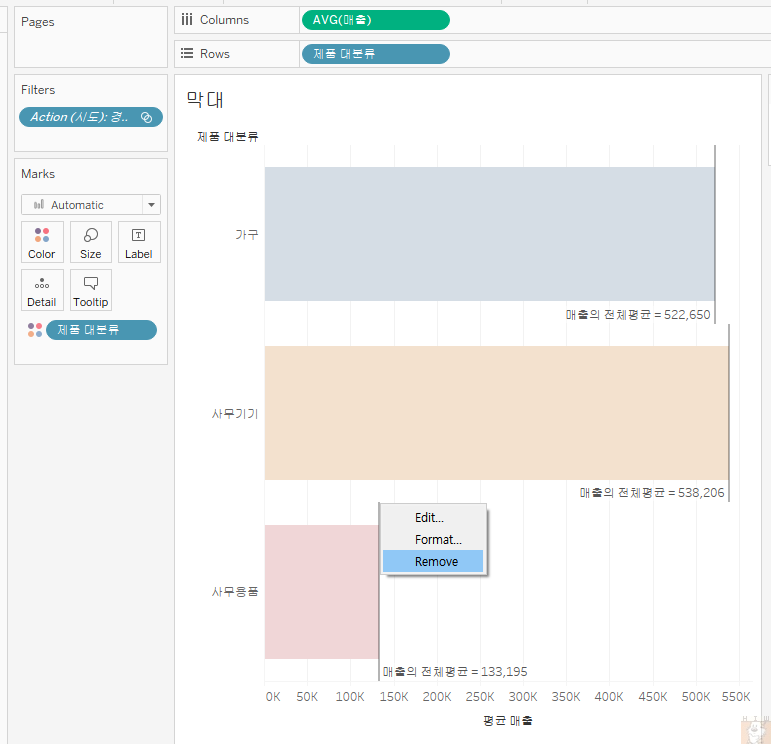 Pages
Columns
AVG(매출)
Rows
제품 대분류
Filters
Action (시도): 경..
Marks
Automatic
Color
Size
Label
Detail
Tooltip
제품 대분류
막대
제품 대분류
가구
매출의 전체평균 = 522,650
사무기기
매출의 전체평균 = 538,206
사무용품
매출의 전체평균 = 133,195
Edit...
Format...
Remove
0K 50K 100K 150K 200K 250K 300K 350K 400K 450K 500K 550K
평균 매출